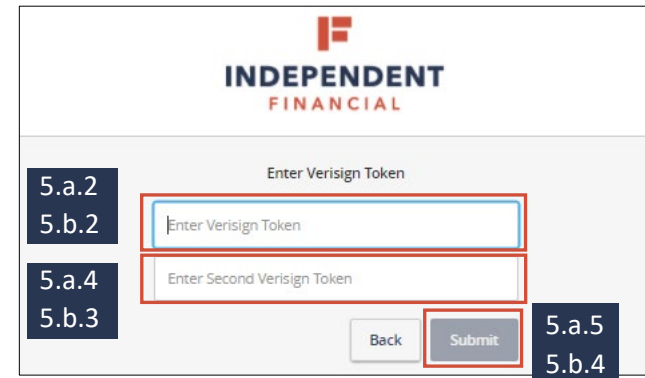 INDEPENDENT
FINANCIAL
Enter Verisign Token
5.a.2
5.b.2
Enter Verisign Token
5.a.4
5.b.3
Enter Second Verisign Token
Back
Submit
5.a.5
5.b.4